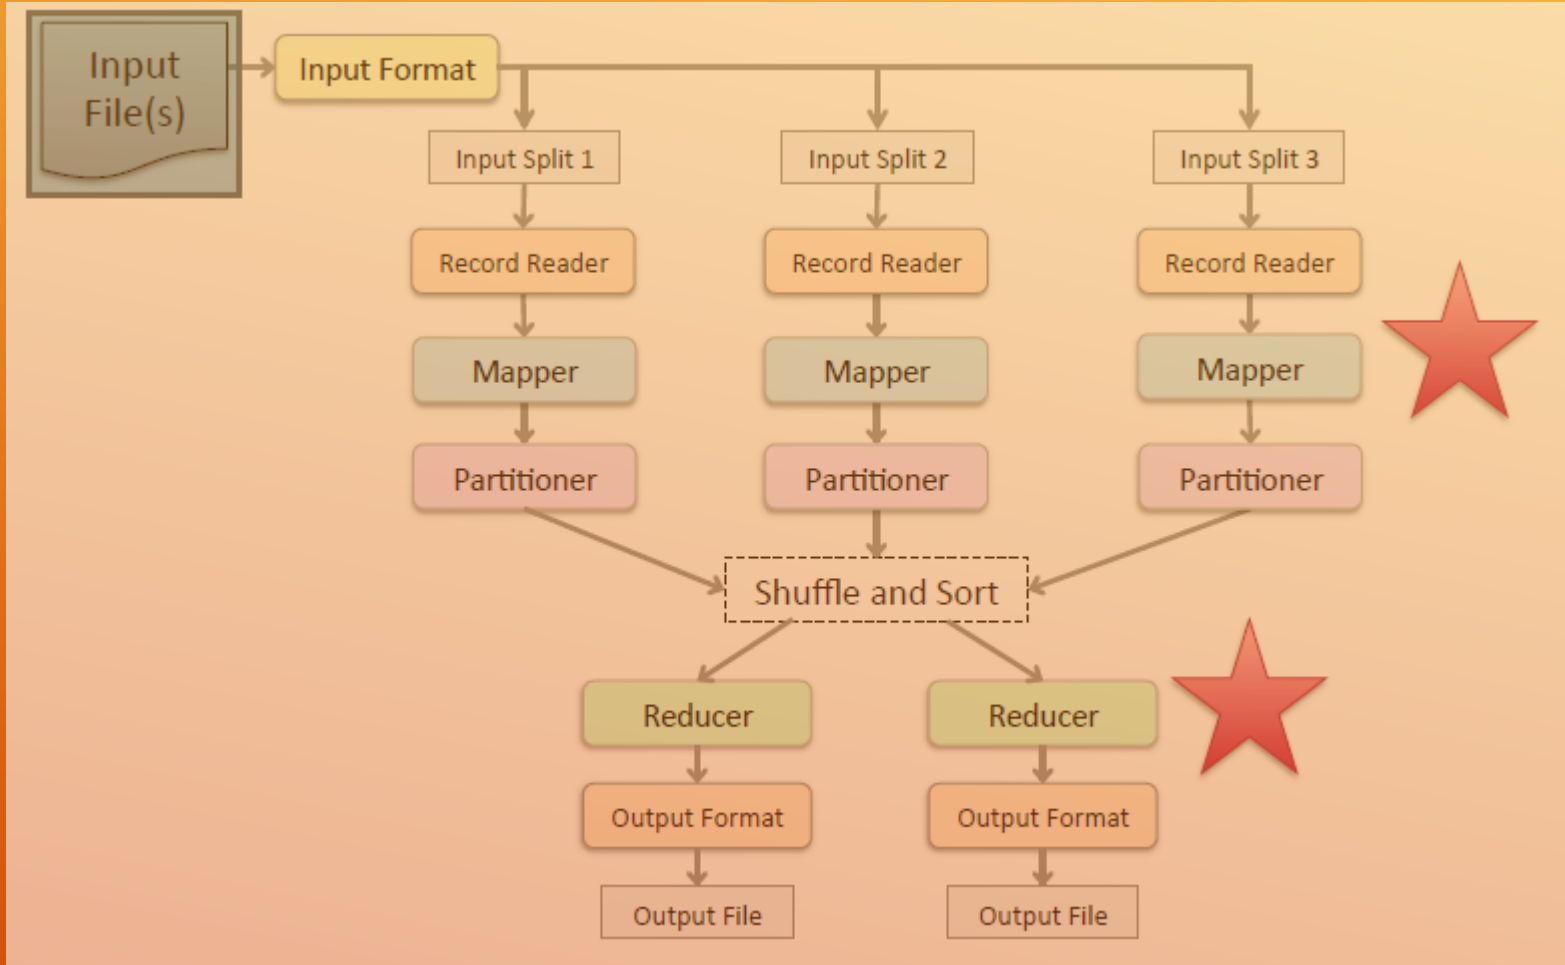 Input
File(s)
Input Format
Input Split 1
Input Split 2
Input Split 3
Record Reader
Record Reader
Record Reader
Mapper
Mapper
Mapper
Partitioner
Partitioner
Partitioner
Shuffle and Sort
Reducer
Reducer
Output Format
Output Format
Output File
Output File